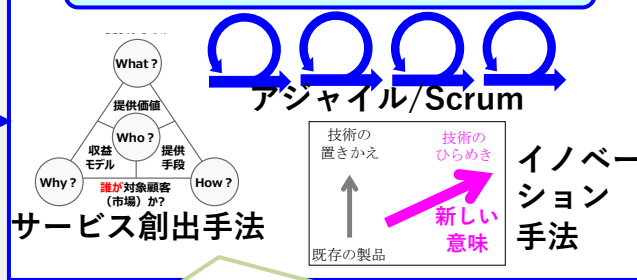 What?
提供価値
Who?
収益
モデル
提供
手段
Why?
誰が対象顧客
(市場)か?
How?
サービス創出手法
アジャイル/Scrum
技術の
置きかえ
技術の
ひらめき
新しい
意味
既存の製品
イノベー
ション
手法